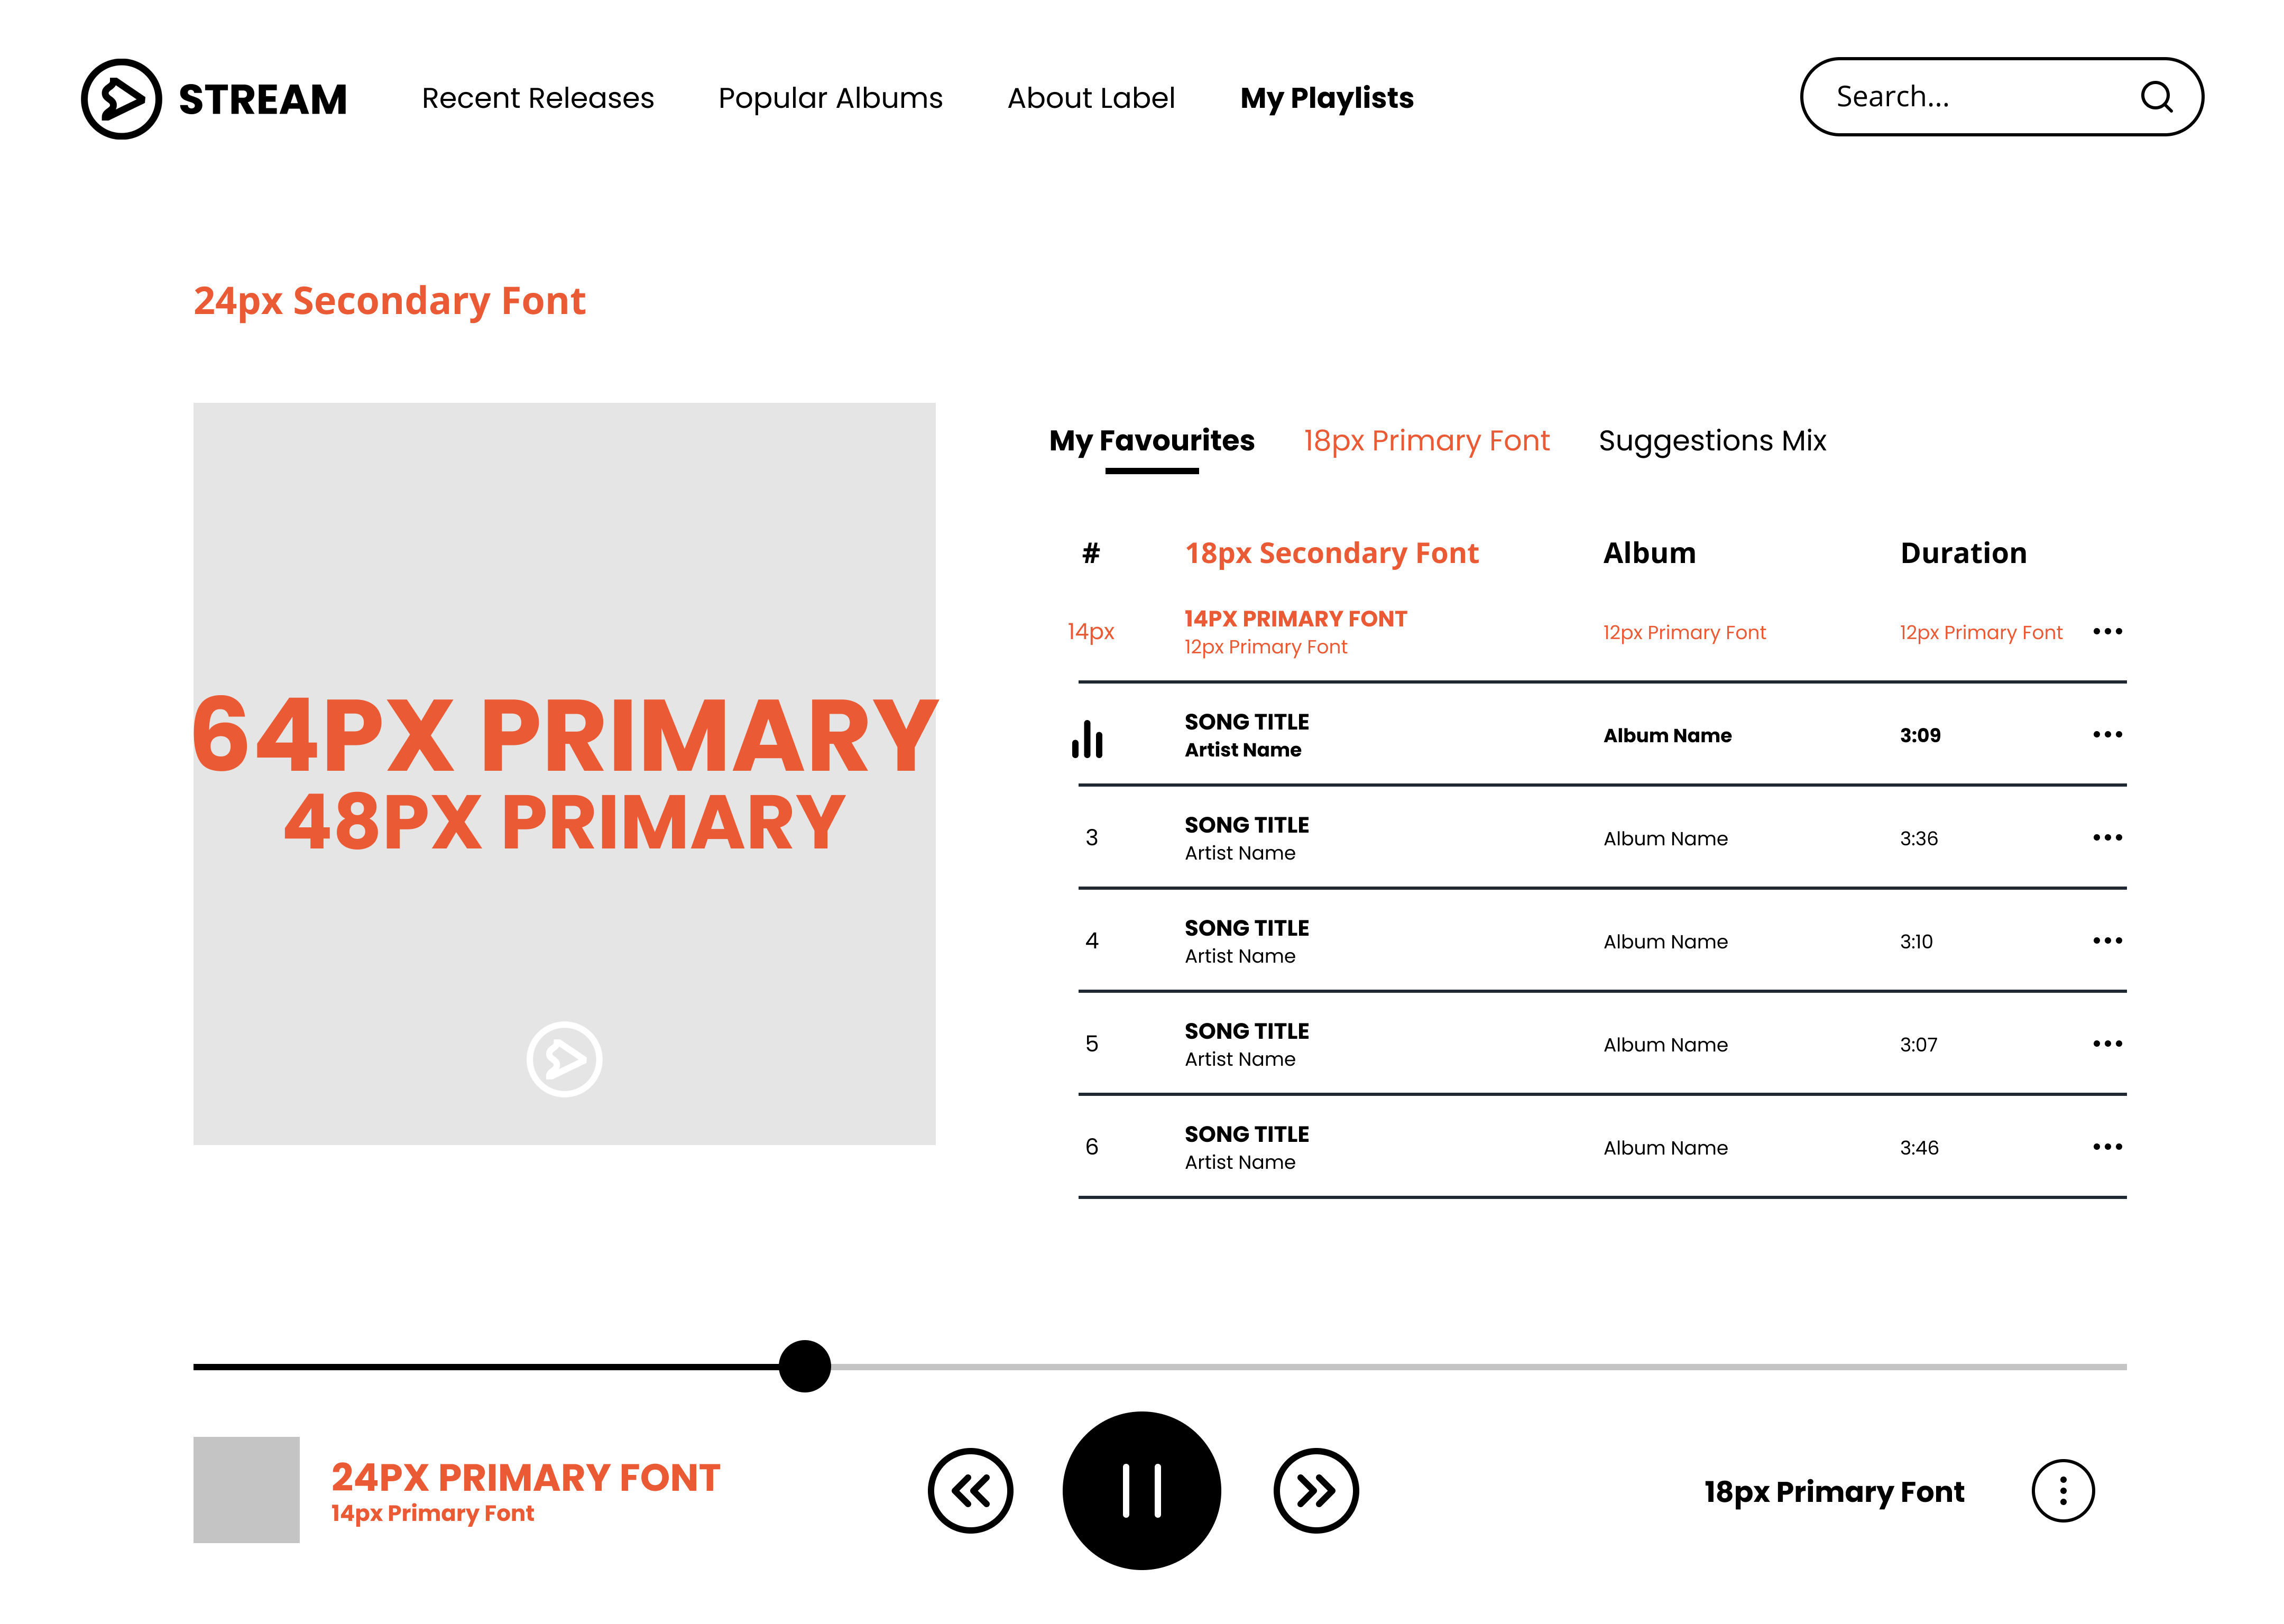 STREAM
Recent Releases
Popular Albums
About Label
My Playlists
Search...
24px Secondary Font
64PX PRIMARY
48PX PRIMARY
My Favourites
18px Primary Font
Suggestions Mix
# 18px Secondary Font Album Duration
14px
14PX PRIMARY FONT
12px Primary Font
12px Primary Font
12px Primary Font
SONG TITLE
Artist Name
Album Name
3:09
3
SONG TITLE
Artist Name
Album Name
3:36
4
SONG TITLE
Artist Name
Album Name
3:10
5
SONG TITLE
Artist Name
Album Name
3:07
6
SONG TITLE
Artist Name
Album Name
3:46
24PX PRIMARY FONT
14px Primary Font
18px Primary Font